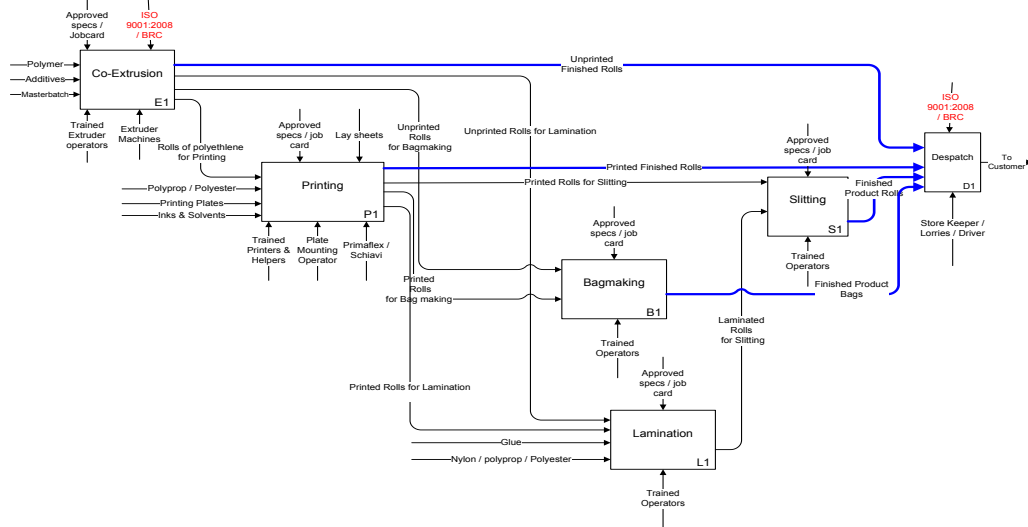 Approved
specs /
Jobcard
ISO
9001:2008
/ BRC
Polymer
Additives
Masterbatch
Co-Extrusion
E1
Trained
Extruder
operators
Extruder
Machines
Unprinted
Finished Rolls
Unprinted
Rolls
for Bagmaking
Unprinted Rolls for Lamination
Rolls of polyethlene
for Printing
Approved
specs / job
card
Lay sheets
Polyprop / Polyester
Printing Plates
Inks & Solvents
Printing
P1
Trained
Printers &
Helpers
Plate
Mounting
Operator
Primaflex /
Schiavi
Printed Finished Rolls
Printed Rolls for Slitting
Printed
Rolls
for Bag making
Printed Rolls for Lamination
Approved
specs / job
card
Slitting
S1
Trained
Operators
Finished
Product Rolls
ISO
9001:2008
/ BRC
Despatch
D1
To
Customer
Store Keeper /
Lorries / Driver
Approved
specs / job
card
Bagmaking
B1
Trained
Operators
Finished Product
Bags
Laminated
Rolls
for Slitting
Approved
specs / job
card
Glue
Nylon / polyprop / Polyester
Lamination
L1
Trained
Operators